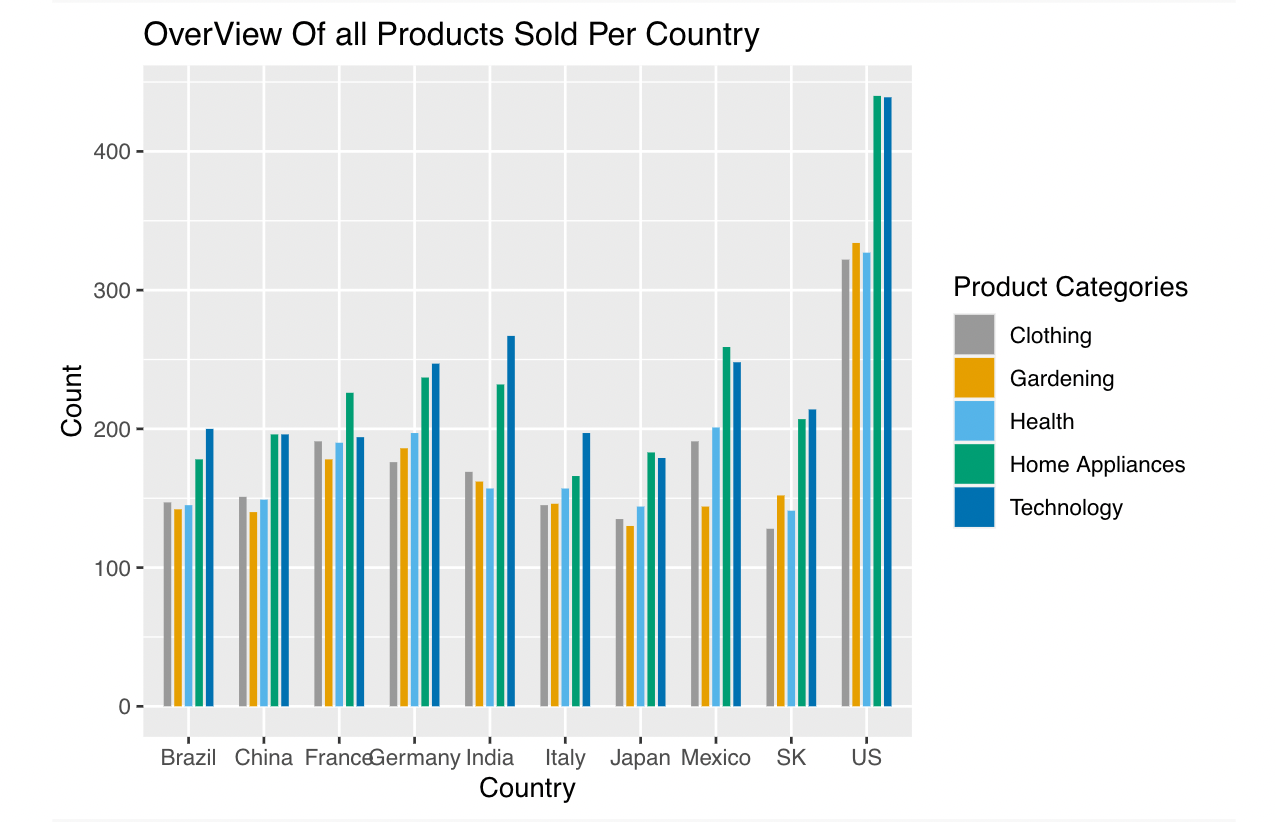 OverView Of all Products Sold Per Country
400
300
200
100
0
Count
Brazil China France Germany India Italy Japan Mexico SK US
Country
Product Categories
Clothing
Gardening
Health
Home Appliances
Technology